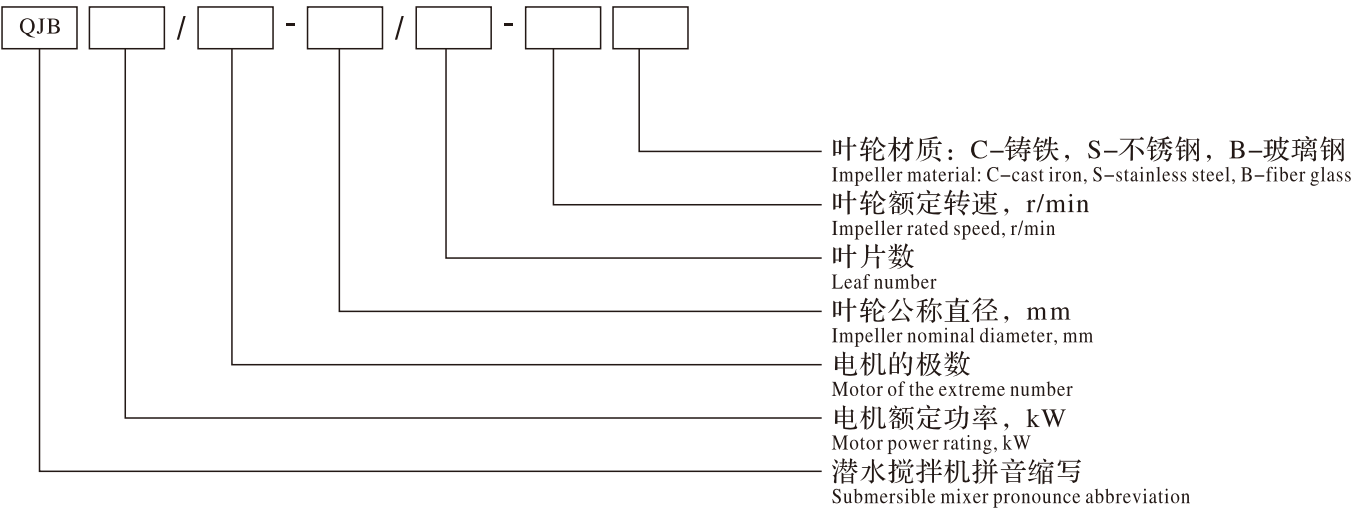 QJB / - / -
叶轮材质：C-铸铁，S-不锈钢，B-玻璃钢
Impeller material: C-cast iron, S-stainless steel, B-fiber glass
叶轮额定转速，r/min
Impeller rated speed, r/min
叶片数
Leaf number
叶轮公称直径，mm
Impeller nominal diameter, mm
电机的极数
Motor of the extreme number
电机额定功率，kW
Motor power rating, kW
潜水搅拌机拼音缩写
Submersible mixer pronounce abbreviation